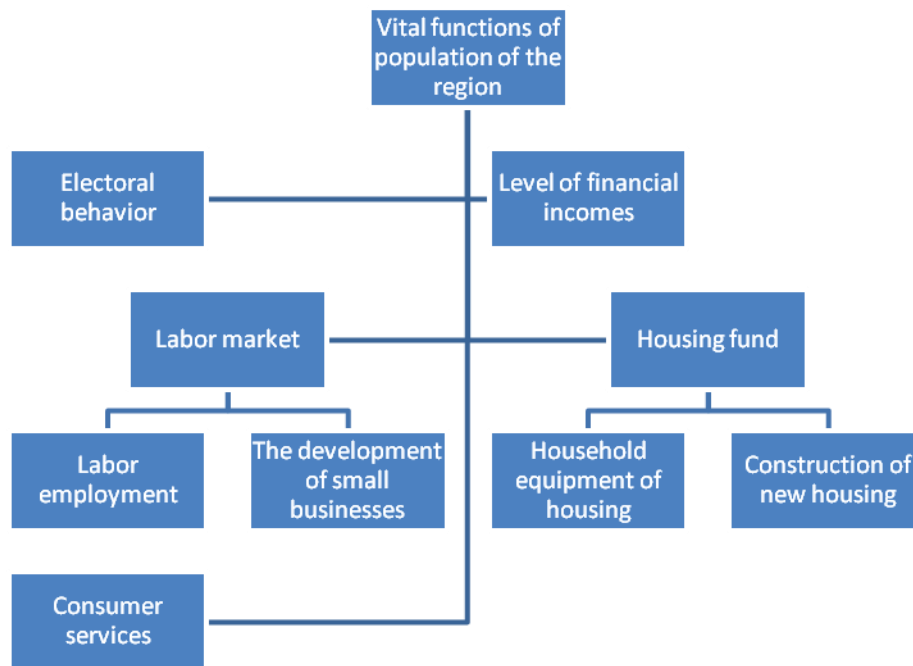 Vital functions of
population of the
region
Electoral
behavior
Level of financial
incomes
Labor market
Housing fund
Labor
employment
The development
of small
businesses
Household
equipment of
housing
Construction of
new housing
Consumer
services